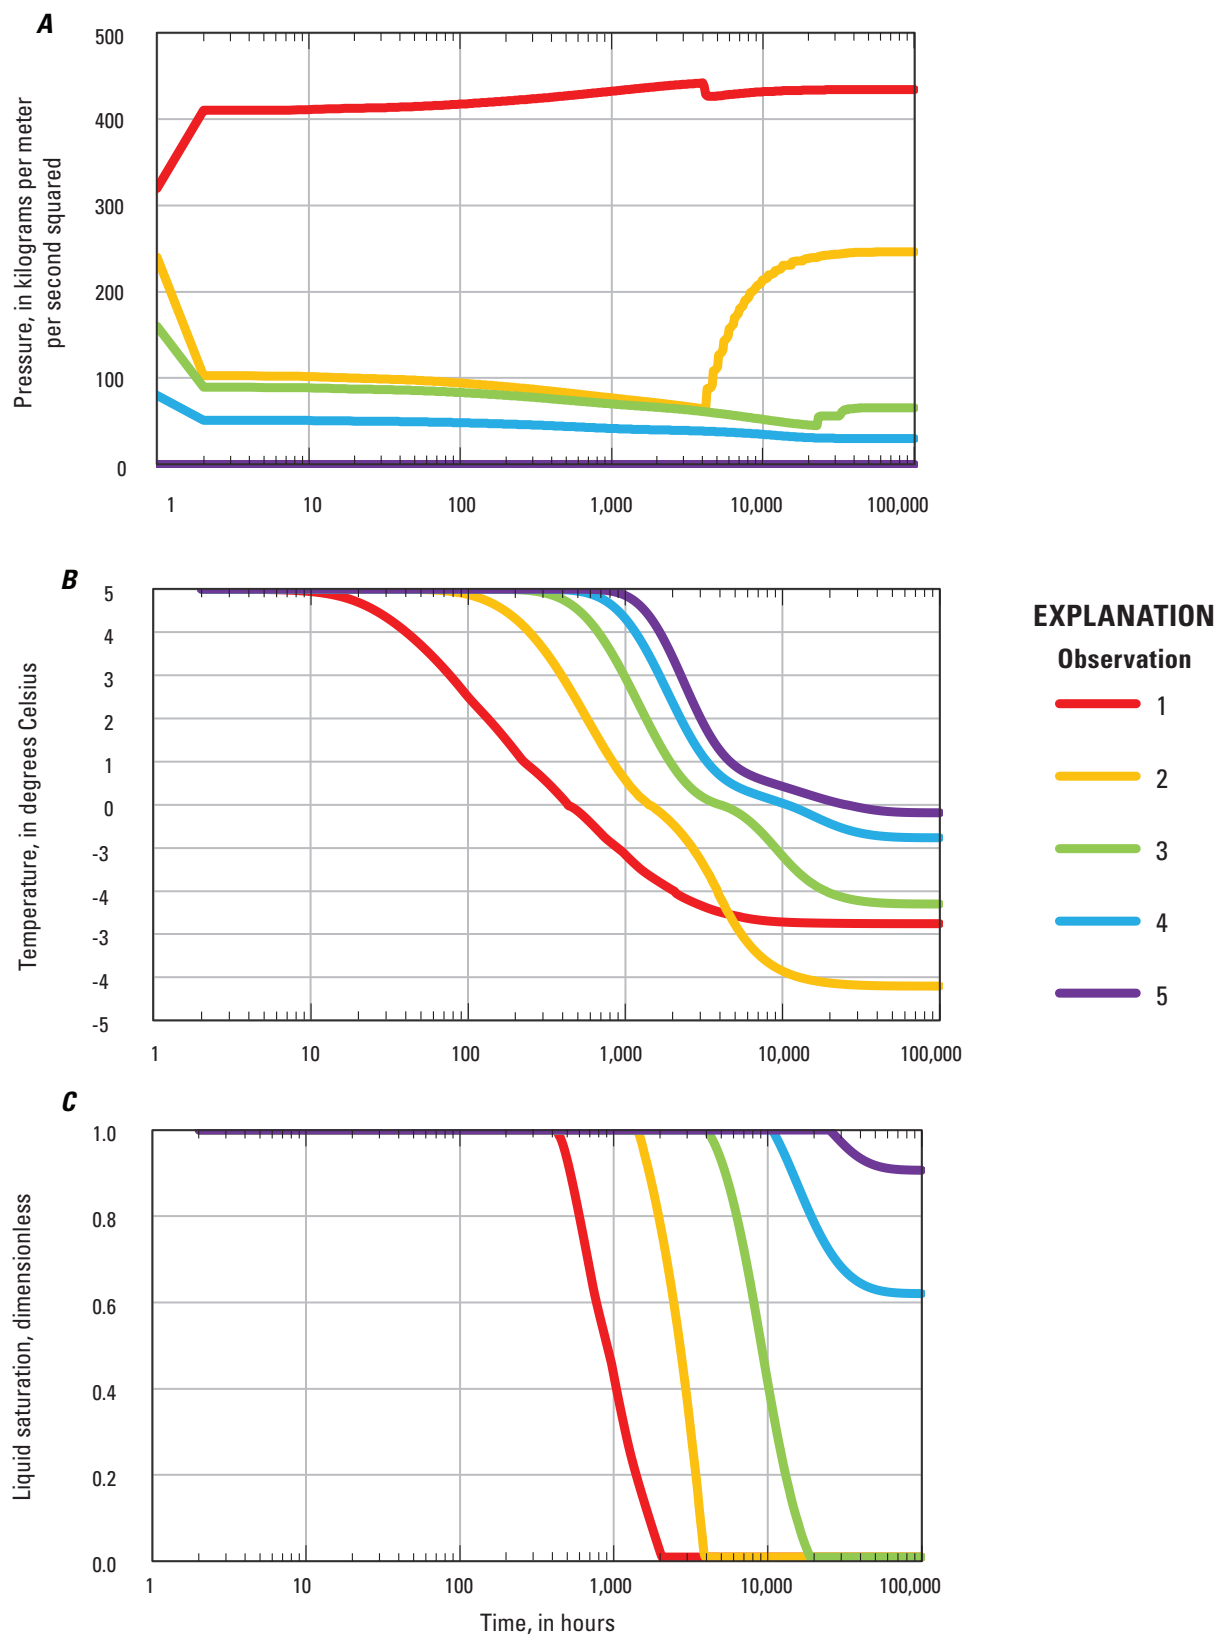 A
500
400
300
200
100
0
Pressure, in kilograms per meter
per second squared
1 10 100 1,000 10,000 100,000
B
5
4
3
2
1
0
-3
-4
-3
-4
-5
Temperature, in degrees Celsius
1 10 100 1,000 10,000 100,000
EXPLANATION
Observation
1
2
3
4
5
C
1.0
0.8
0.6
0.4
0.2
0.0
Liquid saturation, dimensionless
1 10 100 1,000 10,000 100,000
Time, in hours